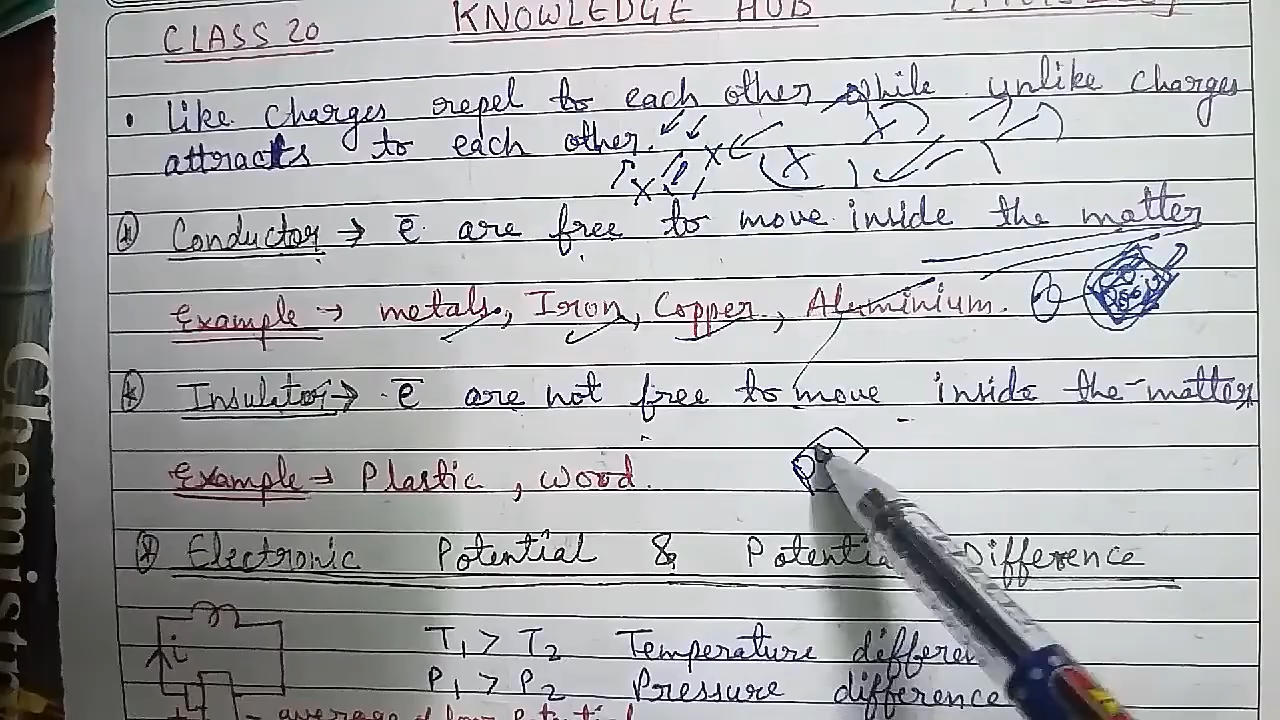 CLASS 20 KNOWLEDGE HUB
• Like charges repel to each other while unlike charges
attracts to each other.
Conductor → e̅ are free to move inside the matter
Example → metals, Iron, Copper, Aluminium.
Insulator → e̅ are not free to move inside the matter
Example → Plastic, wood.
Electronic Potential & Potential Difference
i
T₁ > T₂ Temperature
P₁ > P₂ Pressure difference
Chemistry